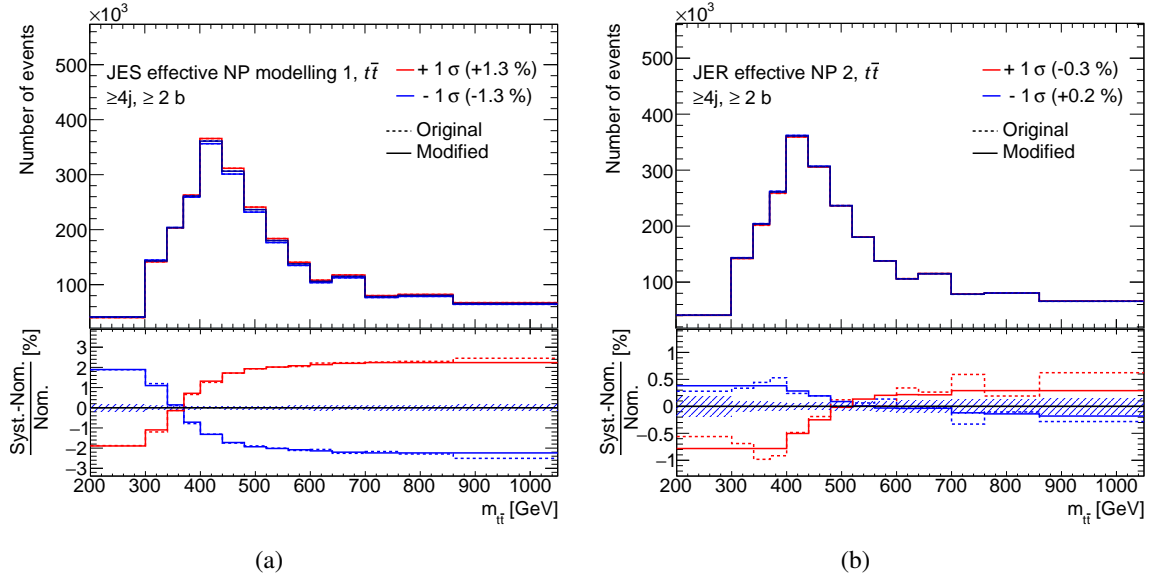 ×10³
Number of events
500
400
300
200
100
JES effective NP modelling 1, tt̄
≥4j, ≥ 2 b
+ 1 σ (+1.3 %)
- 1 σ (-1.3 %)
Original
Modified
Syst.-Nom.
Nom.
[%]
3
2
1
0
−1
−2
−3
200 300 400 500 600 700 800 900 1000
m_tt̄ [GeV]
(a)
×10³
Number of events
500
400
300
200
100
JER effective NP 2, tt̄
≥4j, ≥ 2 b
+ 1 σ (-0.3 %)
- 1 σ (+0.2 %)
Original
Modified
Syst.-Nom.
Nom.
[%]
1
0.5
0
−0.5
−1
200 300 400 500 600 700 800 900 1000
m_tt̄ [GeV]
(b)